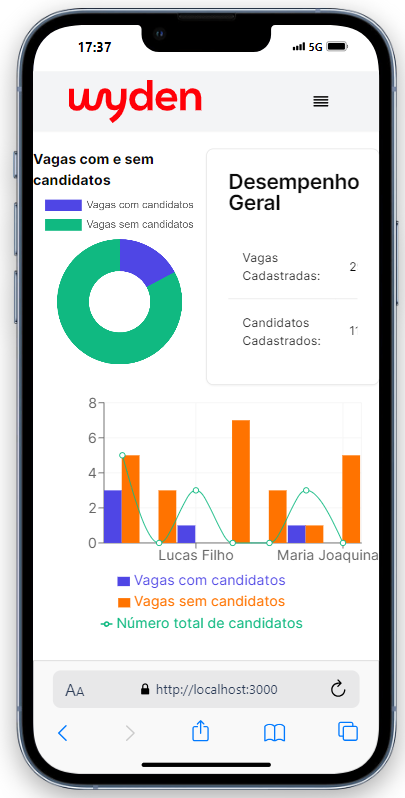 17:37
5G
wyden
Vagas com e sem
candidatos
Vagas com candidatos
Vagas sem candidatos
Desempenho
Geral
Vagas
Cadastradas:
2
Candidatos
Cadastrados:
8
6
4
2
0
Lucas Filho
Maria Joaquina
Vagas com candidatos
Vagas sem candidatos
Número total de candidatos
AA
http://localhost:3000